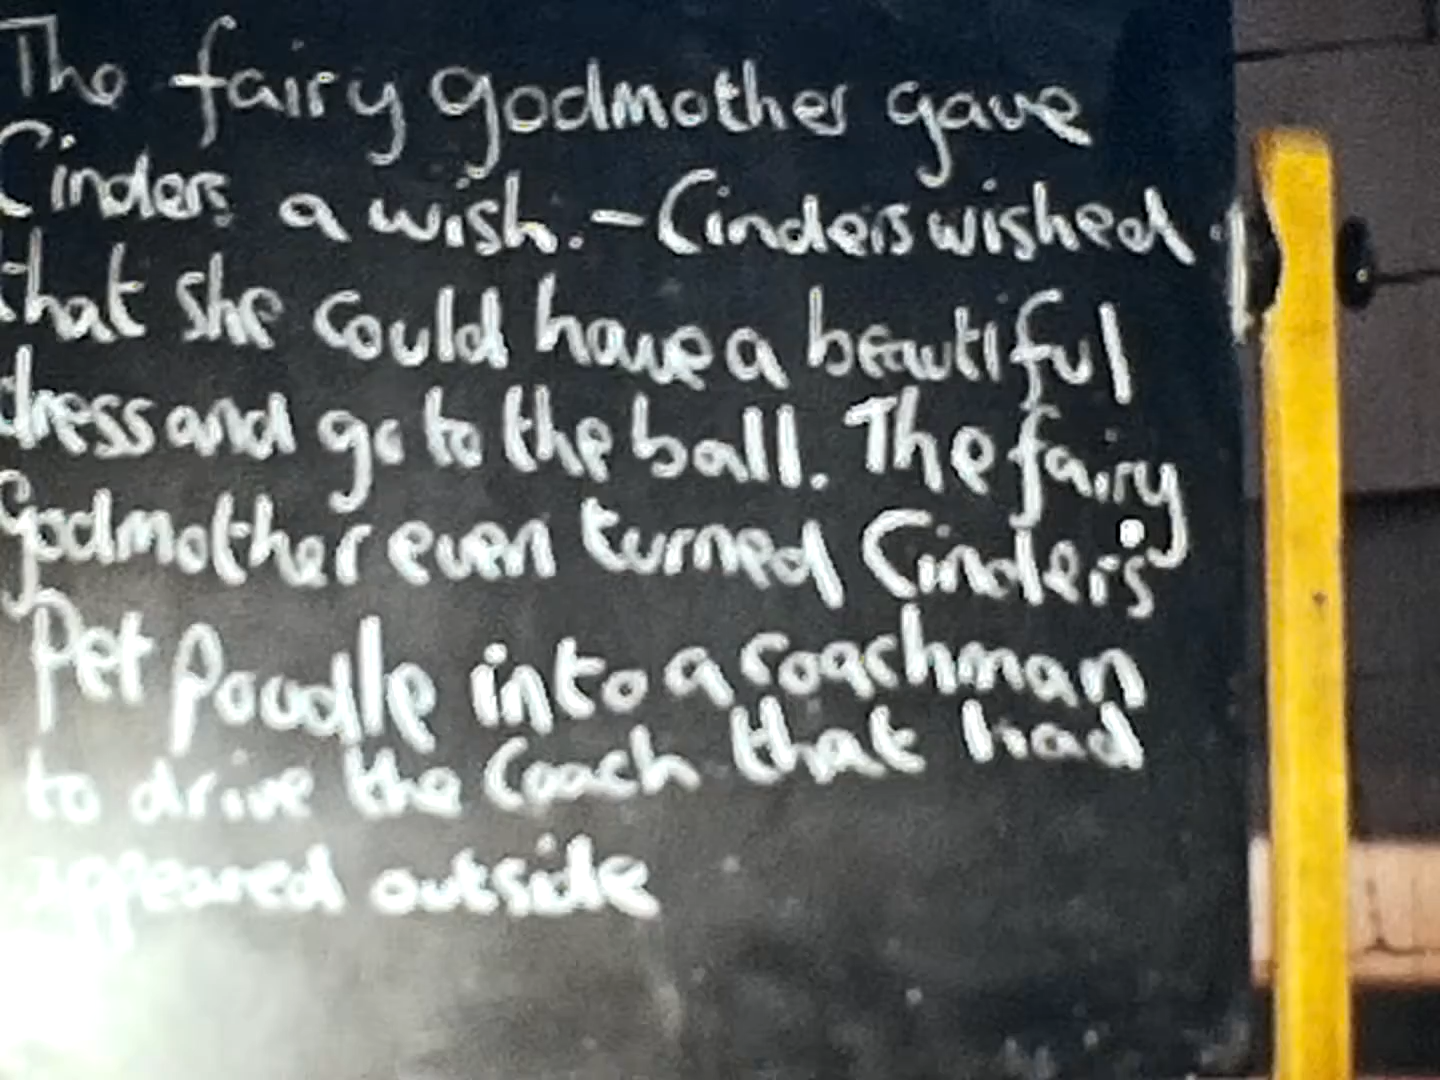 The fairy godmother gave
Cinders a wish. - Cinders wished
that she could have a beautiful
dress and go to the ball. The fairy
Godmother even turned Cinders
Pet Poodle into a coachman
to drive the Coach that had
appeared outside